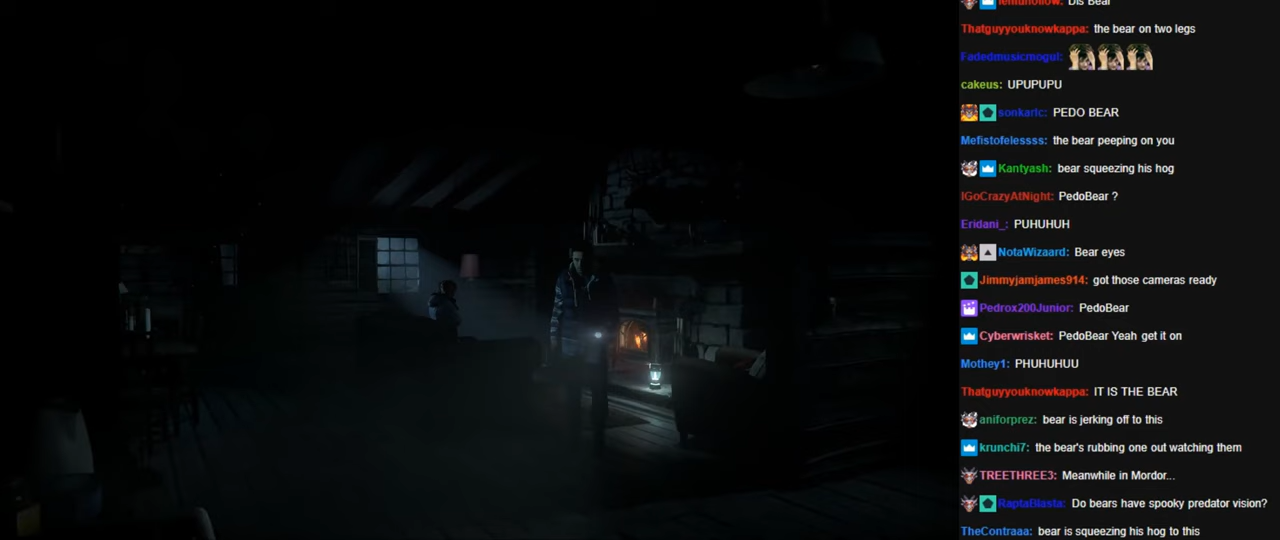 lemurhollow: Dis Bear
Thatguyyouknowkappa: the bear on two legs
Fadedmusicmogul:
cakeus: UPUPUPU
sonkarlc: PEDO BEAR
Mefistofelessss: the bear peeping on you
Kantyash: bear squeezing his hog
IGoCrazyAtNight: PedoBear ?
Eridani_: PUHUHUH
NotaWizaard: Bear eyes
Jimmyjamjames914: got those cameras ready
Pedrox200Junior: PedoBear
Cyberwrisket: PedoBear Yeah get it on
Mothey1: PHUHUHUU
Thatguyyouknowkappa: IT IS THE BEAR
aniforprez: bear is jerking off to this
krunchi7: the bear's rubbing one out watching them
TREETHREE3: Meanwhile in Mordor...
RaptaBlasta: Do bears have spooky predator vision?
TheContraaa: bear is squeezing his hog to this